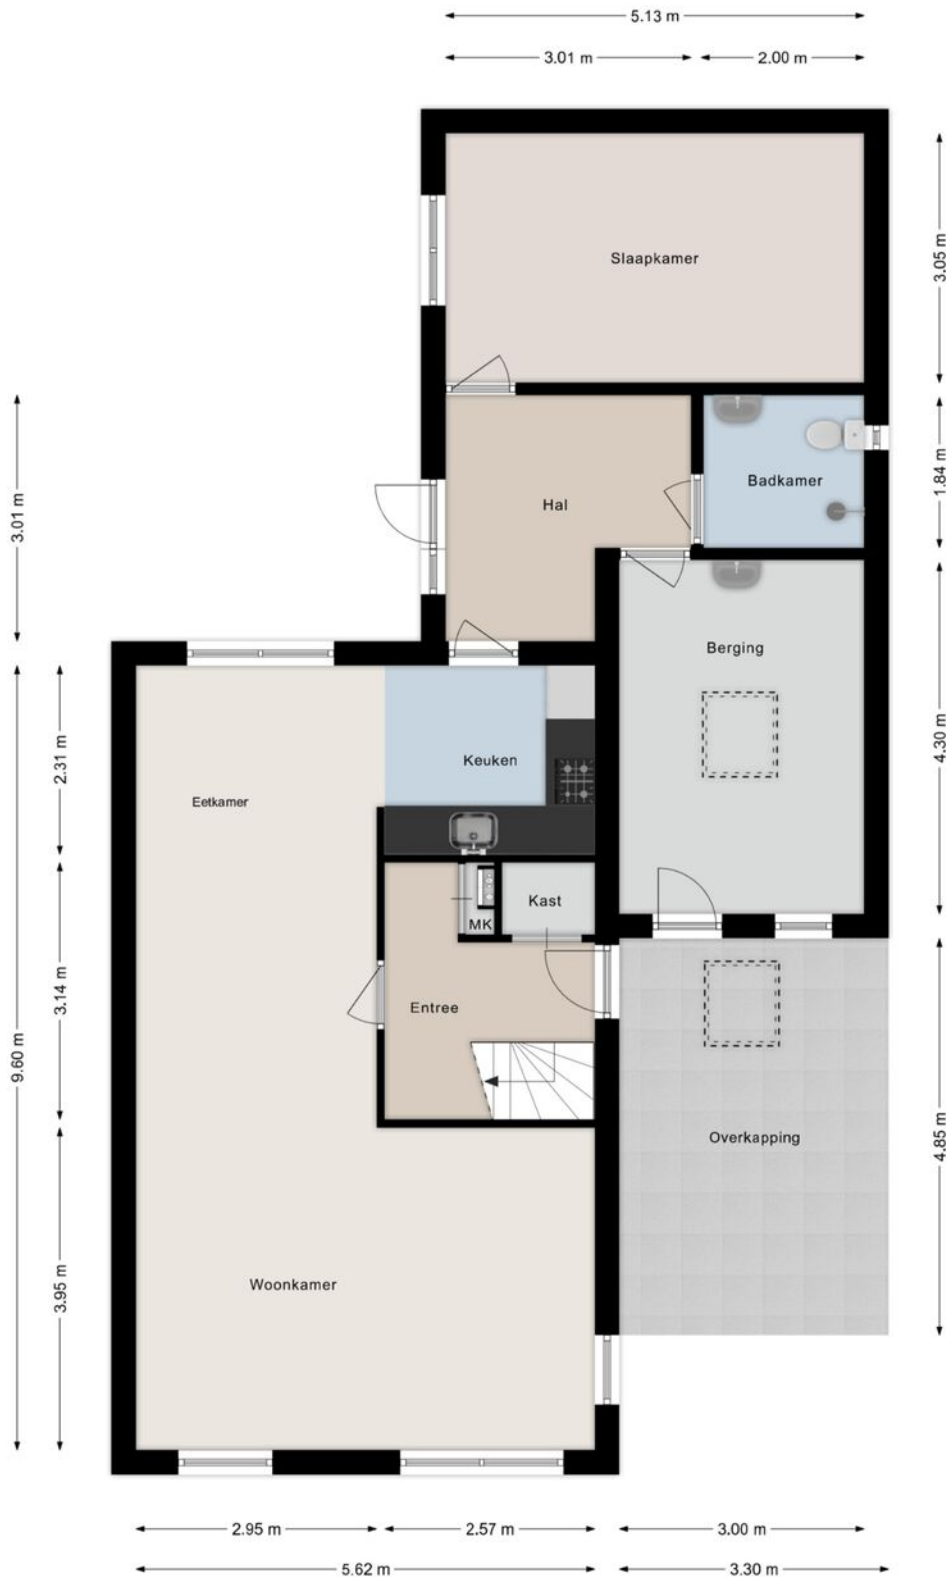 5.13 m
3.01 m
2.00 m
Slaapkamer
3.05 m
3.01 m
Hal
Badkamer
1.84 m
Berging
4.30 m
2.31 m
Keuken
Eetkamer
Kast
MK
3.14 m
Entree
9.60 m
Overkapping
4.85 m
Woonkamer
3.95 m
2.95 m
2.57 m
3.00 m
5.62 m
3.30 m